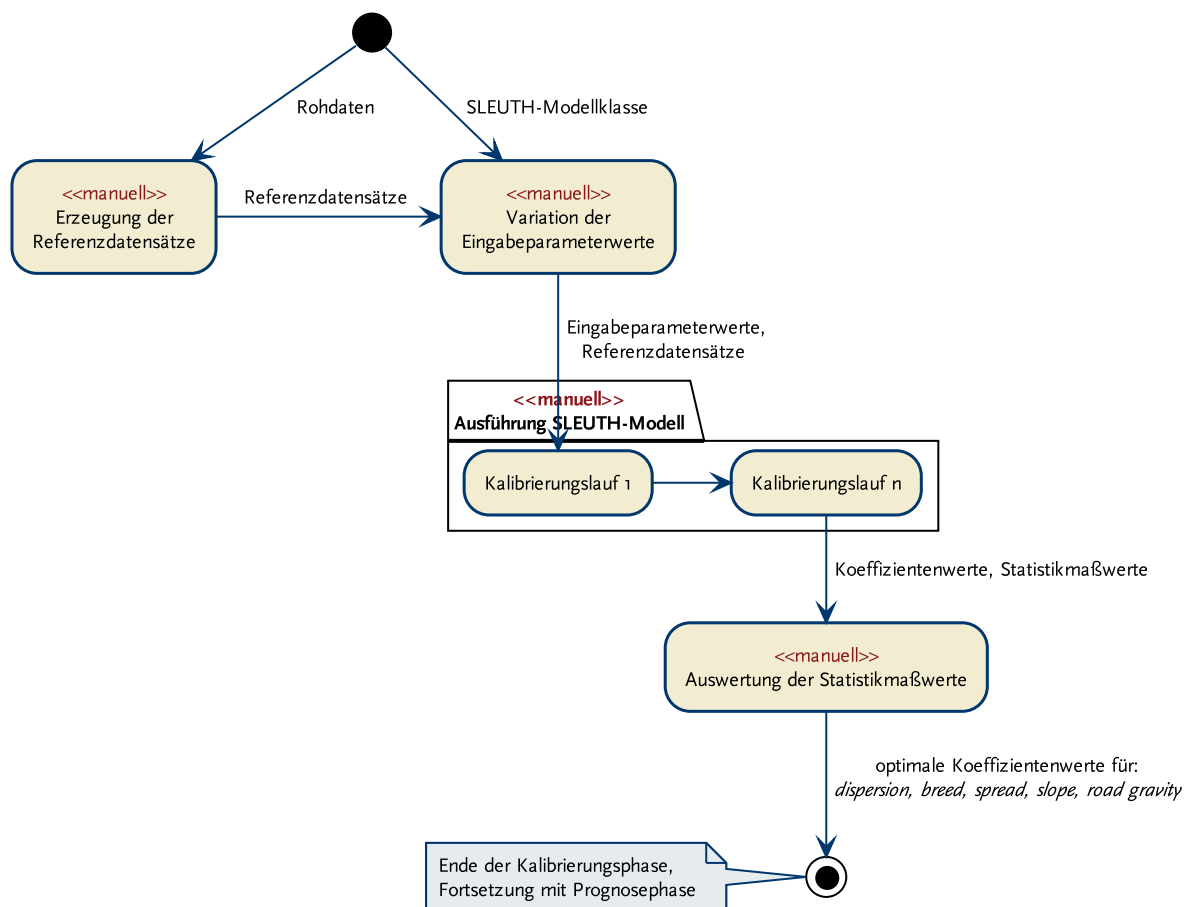 Rohdaten
SLEUTH-Modellklasse
<<manuell>>
Erzeugung der
Referenzdatensätze
Referenzdatensätze
<<manuell>>
Variation der
Eingabeparameterwerte
Eingabeparameterwerte,
Referenzdatensätze
<<manuell>>
Ausführung SLEUTH-Modell
Kalibrierungslauf 1
Kalibrierungslauf n
Koeffizientenwerte, Statistikmaßwerte
<<manuell>>
Auswertung der Statistikmaßwerte
optimale Koeffizientenwerte für:
dispersion, breed, spread, slope, road gravity
Ende der Kalibrierungsphase,
Fortsetzung mit Prognosephase